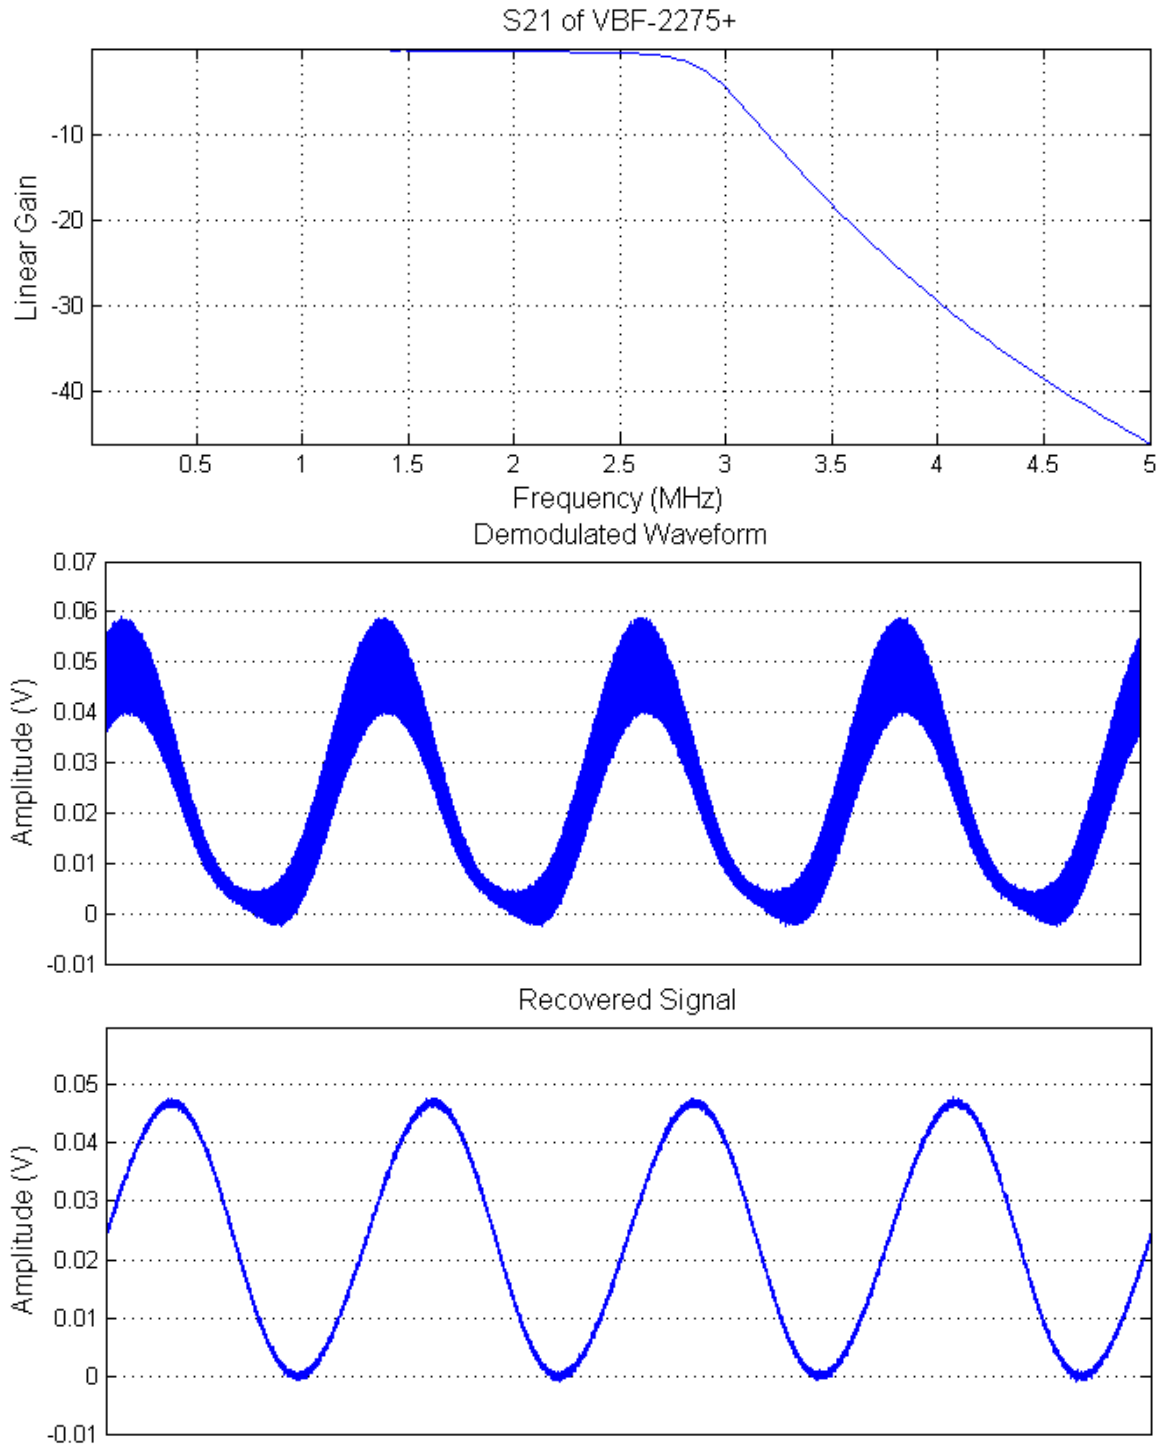 S21 of VBF-2275+
Linear Gain
-10
-20
-30
-40
0.5 1 1.5 2 2.5 3 3.5 4 4.5 5
Frequency (MHz)
Demodulated Waveform
Amplitude (V)
0.07
0.06
0.05
0.04
0.03
0.02
0.01
0
-0.01
Recovered Signal
Amplitude (V)
0.05
0.04
0.03
0.02
0.01
0
-0.01